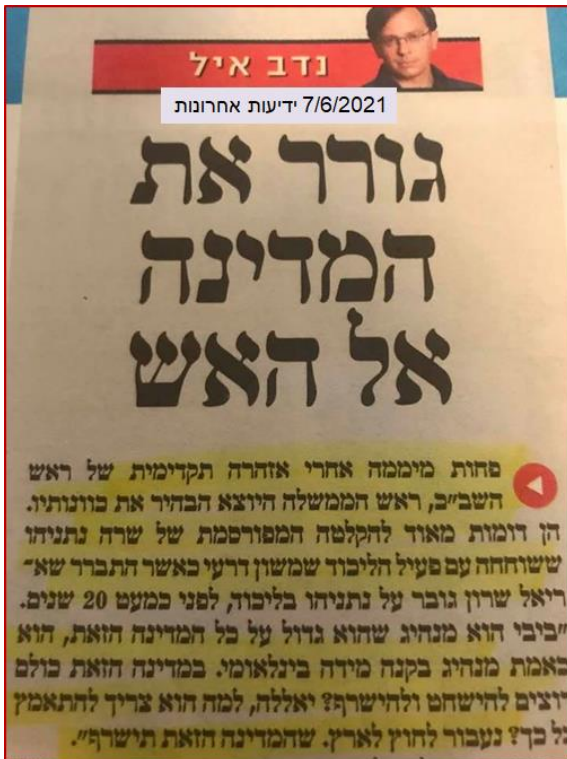 נדב איל
7/6/2021 ידיעות אחרונות
גורר את
המדינה
אל האש
פחות מיממה אחרי אזהרה תקדימית של ראש
השב״כ, ראש הממשלה היוצא הבהיר את כוונותיו.
הן דומות מאוד להקלטה המפורסמת של שרה נתניהו
ששוחחה עם פעיל הליכוד שמשון דרעי כאשר התברר שא־
ריאל שרון גובר על נתניהו בליכוד, לפני כמעט 20 שנים.
״ביבי הוא מנהיג שהוא גדול על כל המדינה הזאת, הוא
באמת מנהיג בקנה מידה בינלאומי. במדינה הזאת כולם
רוצים להישחט ולהישרף? יאללה, למה הוא צריך להתאמץ
כל כך? נעבור לחוץ לארץ. שהמדינה הזאת תישרף״.